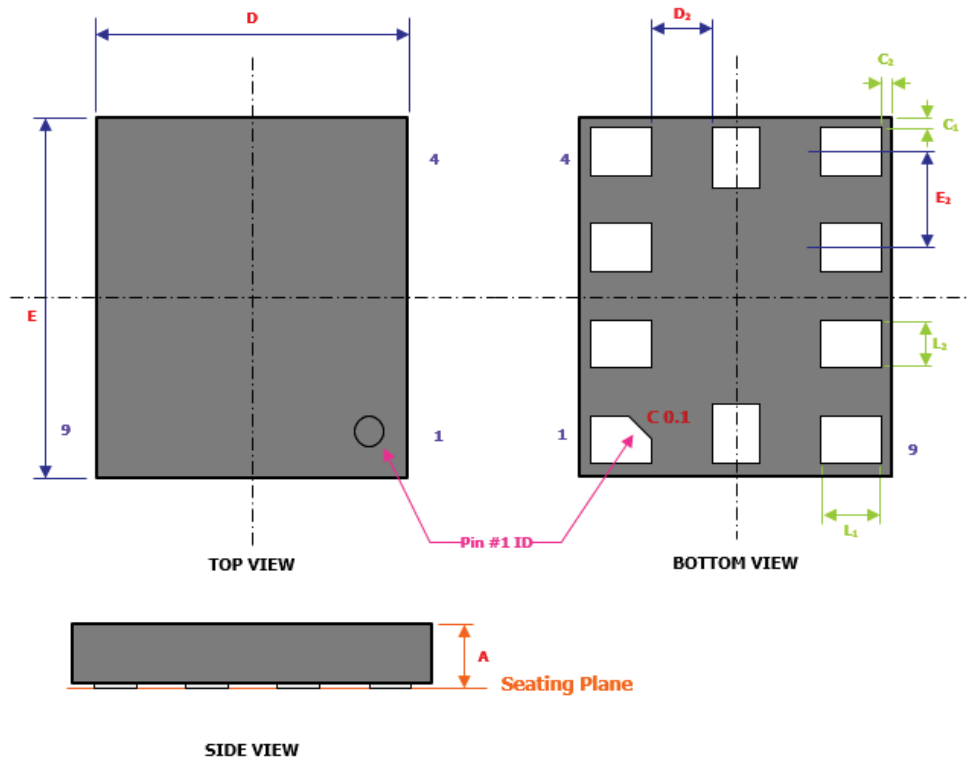 D
D₂
C₂
C₁
4
4
E₂
E
L₂
9
1
C 0.1
1
9
L₁
Pin #1 ID
TOP VIEW
BOTTOM VIEW
A
Seating Plane
SIDE VIEW